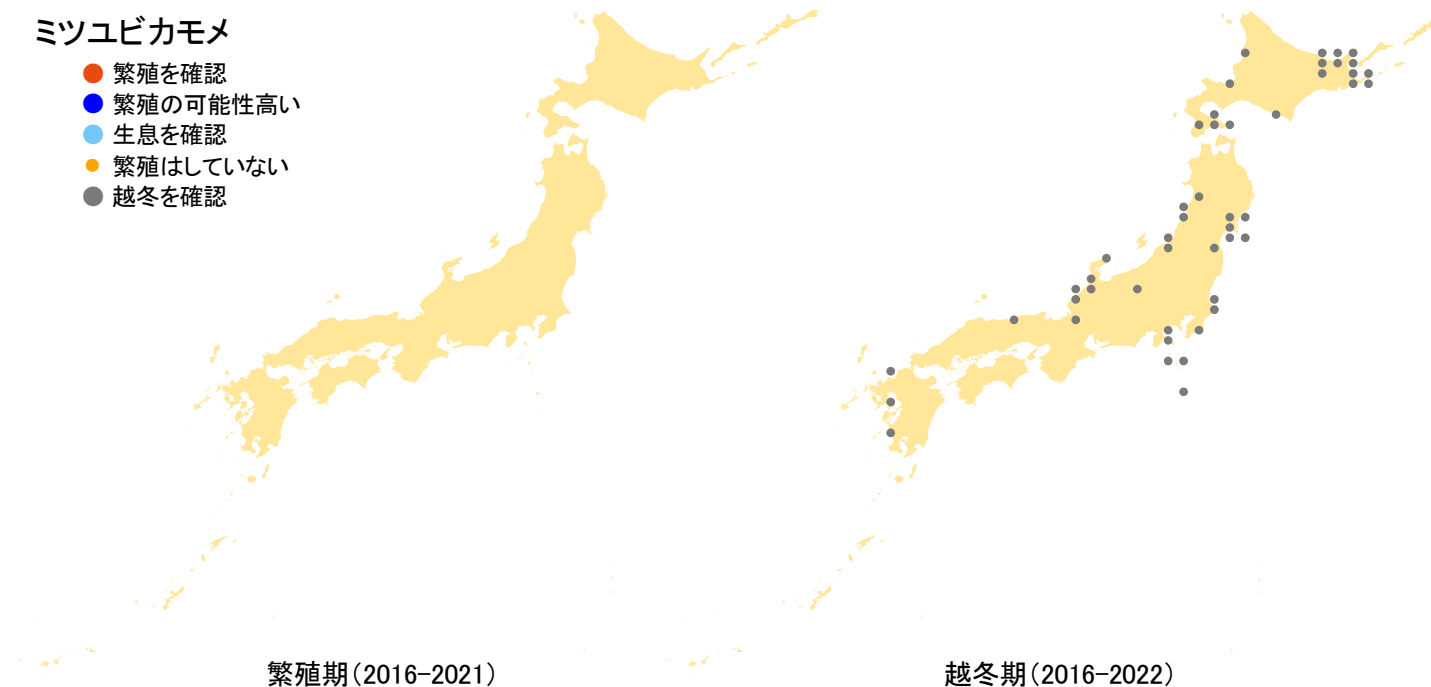 ミツユビカモメ
繁殖を確認
繁殖の可能性高い
生息を確認
繁殖はしていない
越冬を確認
繁殖期(2016-2021)
越冬期(2016-2022)